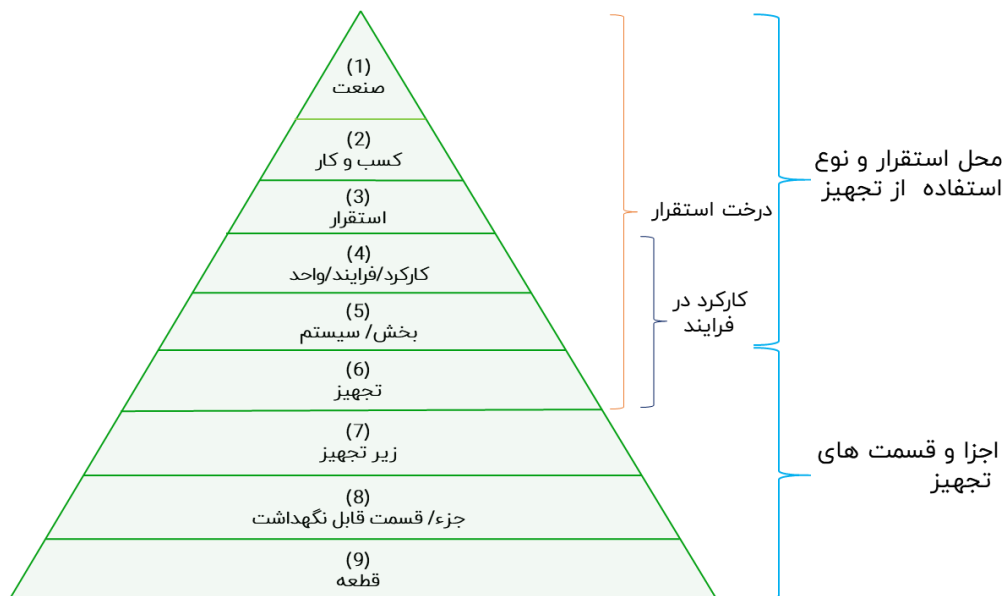 (1)
صنعت
(2)
کسب و کار
(3)
استقرار
(4)
کارکرد/فرایند/واحد
(5)
بخش/ سیستم
(6)
تجهیز
(7)
زیر تجهیز
(8)
جزء/ قسمت قابل نگهداشت
(9)
قطعه
درخت استقرار
کارکرد در
فرایند
محل استقرار و نوع
استفاده از تجهیز
اجزا و قسمت های
تجهیز